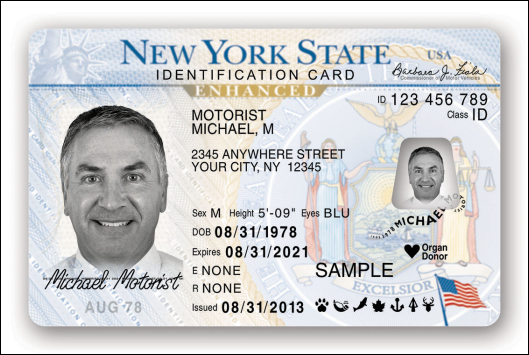 NEW YORK STATE
USA
IDENTIFICATION CARD
Barbara J. Fiala
Commissioner of Motor Vehicles
ENHANCED
ID 123 456 789
Class ID
MOTORIST
MICHAEL, M
2345 ANYWHERE STREET
YOUR CITY, NY 12345
Sex M Height 5'-09" Eyes BLU
DOB 08/31/1978
Expires 08/31/2021
E NONE
R NONE
Issued 08/31/2013
SAMPLE
Organ
Donor
MICHAEL
EXCELSIOR
Michael Motorist
AUG 78